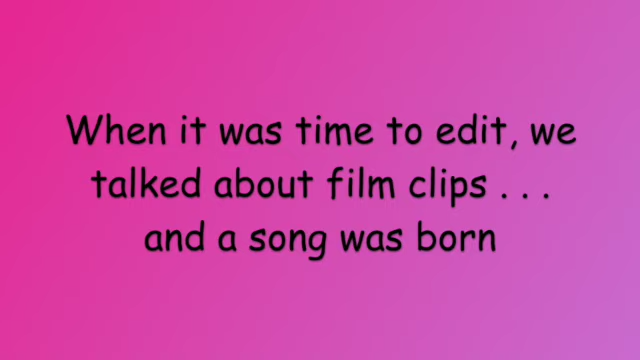 When it was time to edit, we
talked about film clips . . .
and a song was born